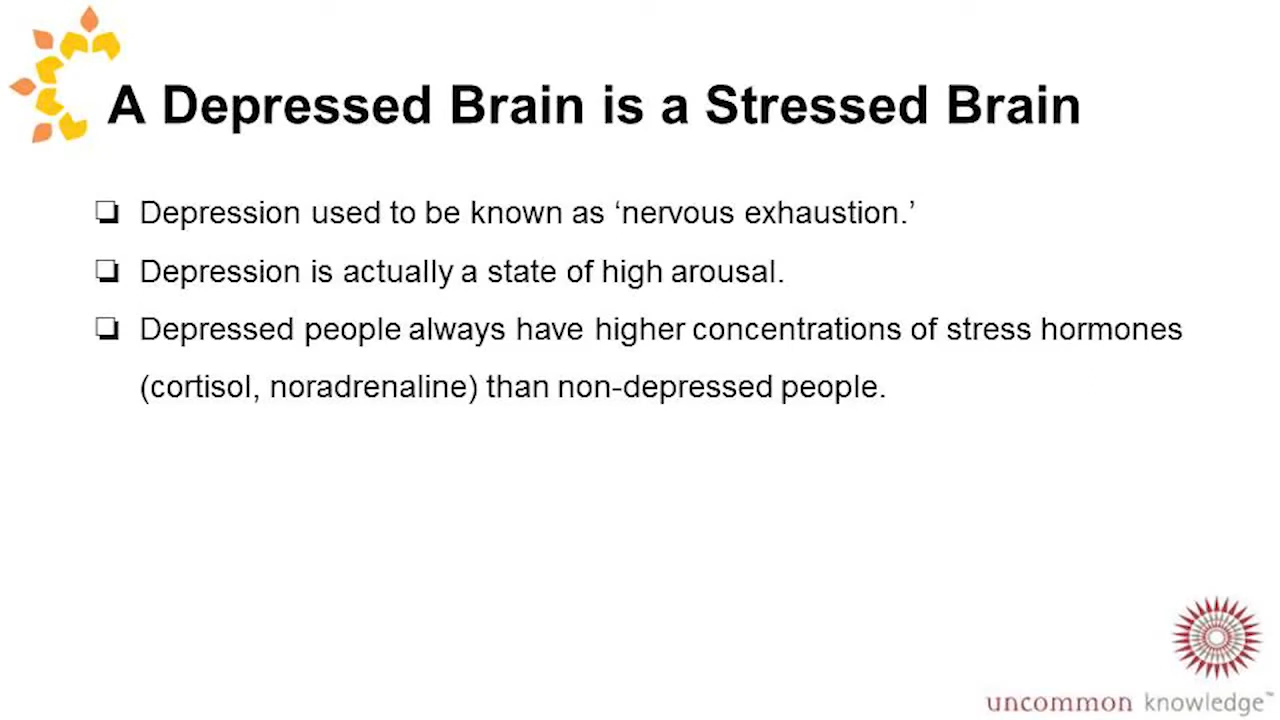 A Depressed Brain is a Stressed Brain
Depression used to be known as ‘nervous exhaustion.’
Depression is actually a state of high arousal.
Depressed people always have higher concentrations of stress hormones
(cortisol, noradrenaline) than non-depressed people.
uncommon knowledge™